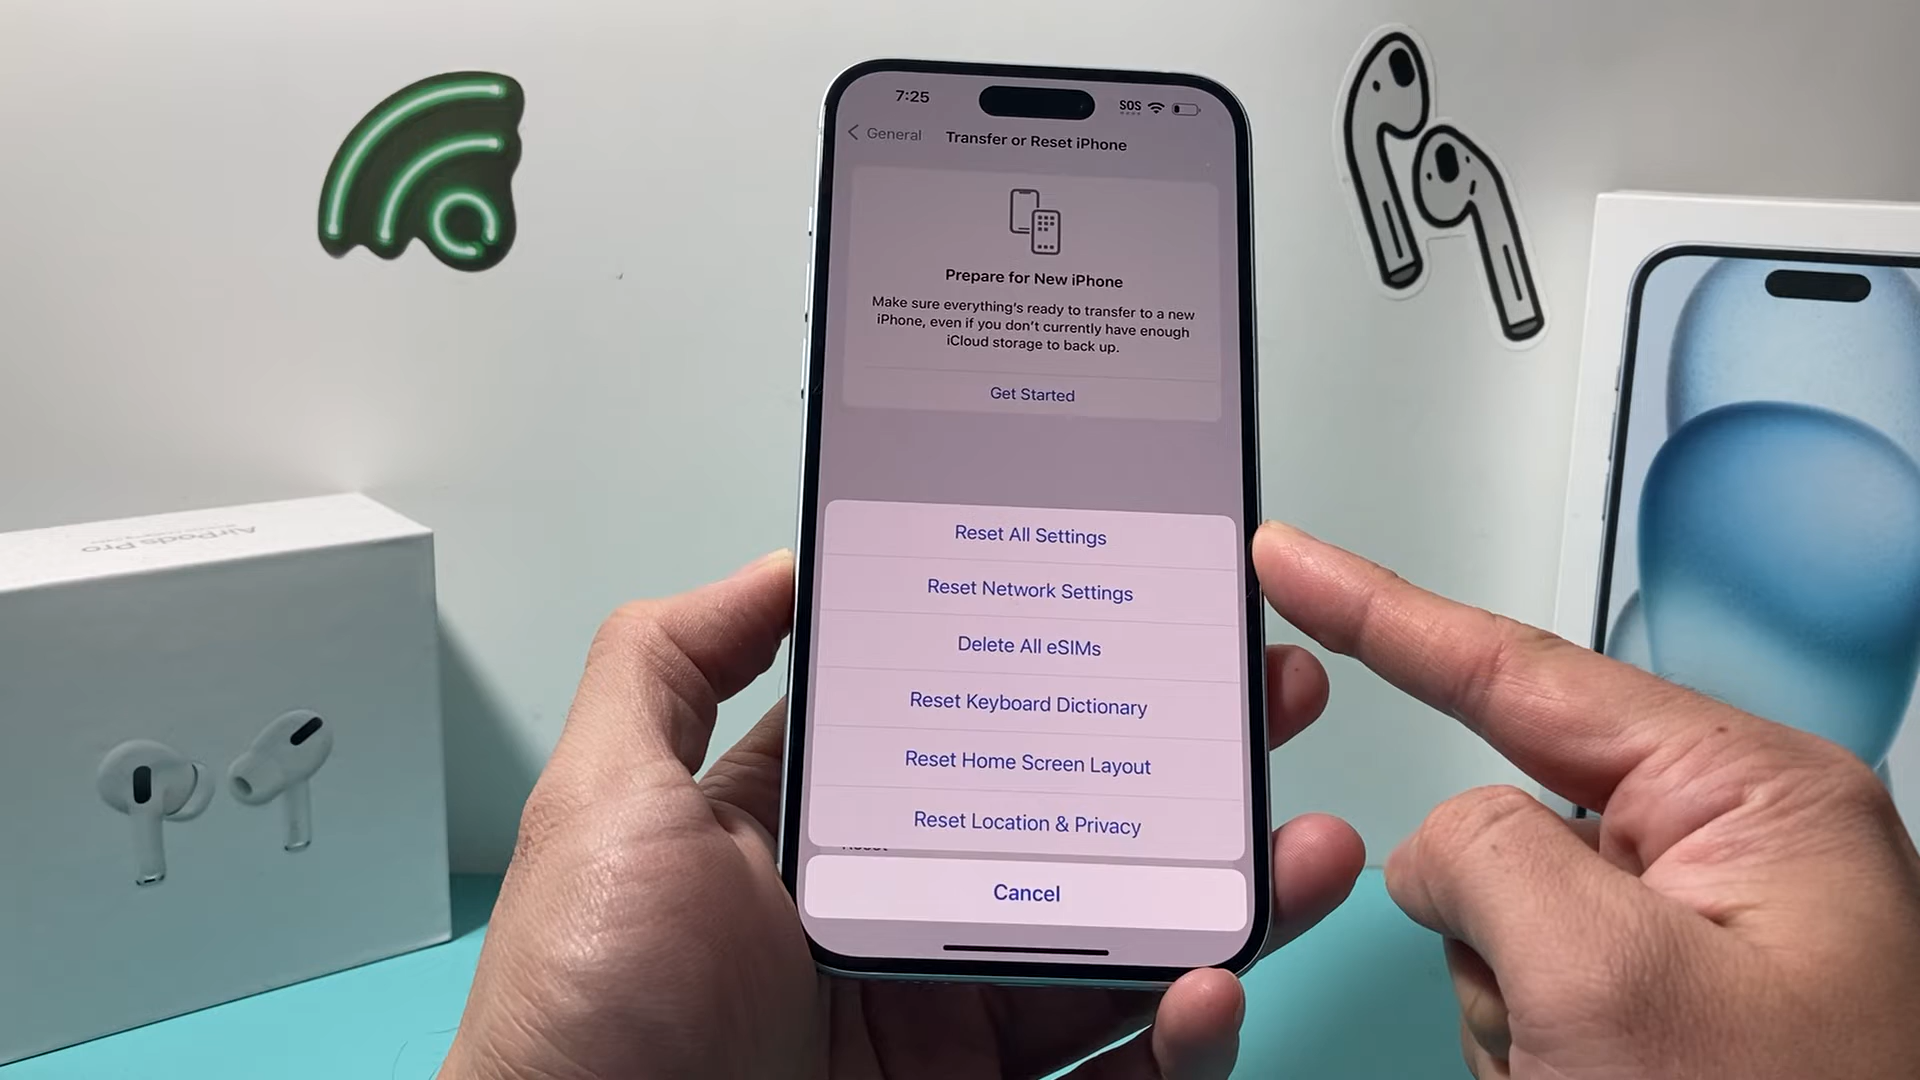 7:25
SOS
General
Transfer or Reset iPhone
Prepare for New iPhone
Make sure everything's ready to transfer to a new
iPhone, even if you don't currently have enough
iCloud storage to back up.
Get Started
Reset All Settings
Reset Network Settings
Delete All eSIMs
Reset Keyboard Dictionary
Reset Home Screen Layout
Reset Location & Privacy
Reset
Cancel
AirPods Pro